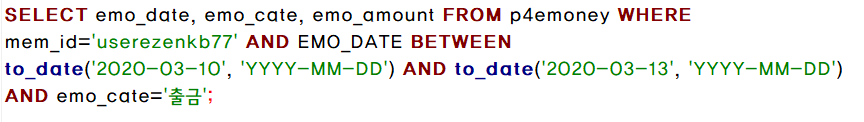 SELECT emo_date, emo_cate, emo_amount FROM p4emoney WHERE
mem_id='userezenkb77' AND EMO_DATE BETWEEN
to_date('2020-03-10', 'YYYY-MM-DD') AND to_date('2020-03-13', 'YYYY-MM-DD')
AND emo_cate='출금';